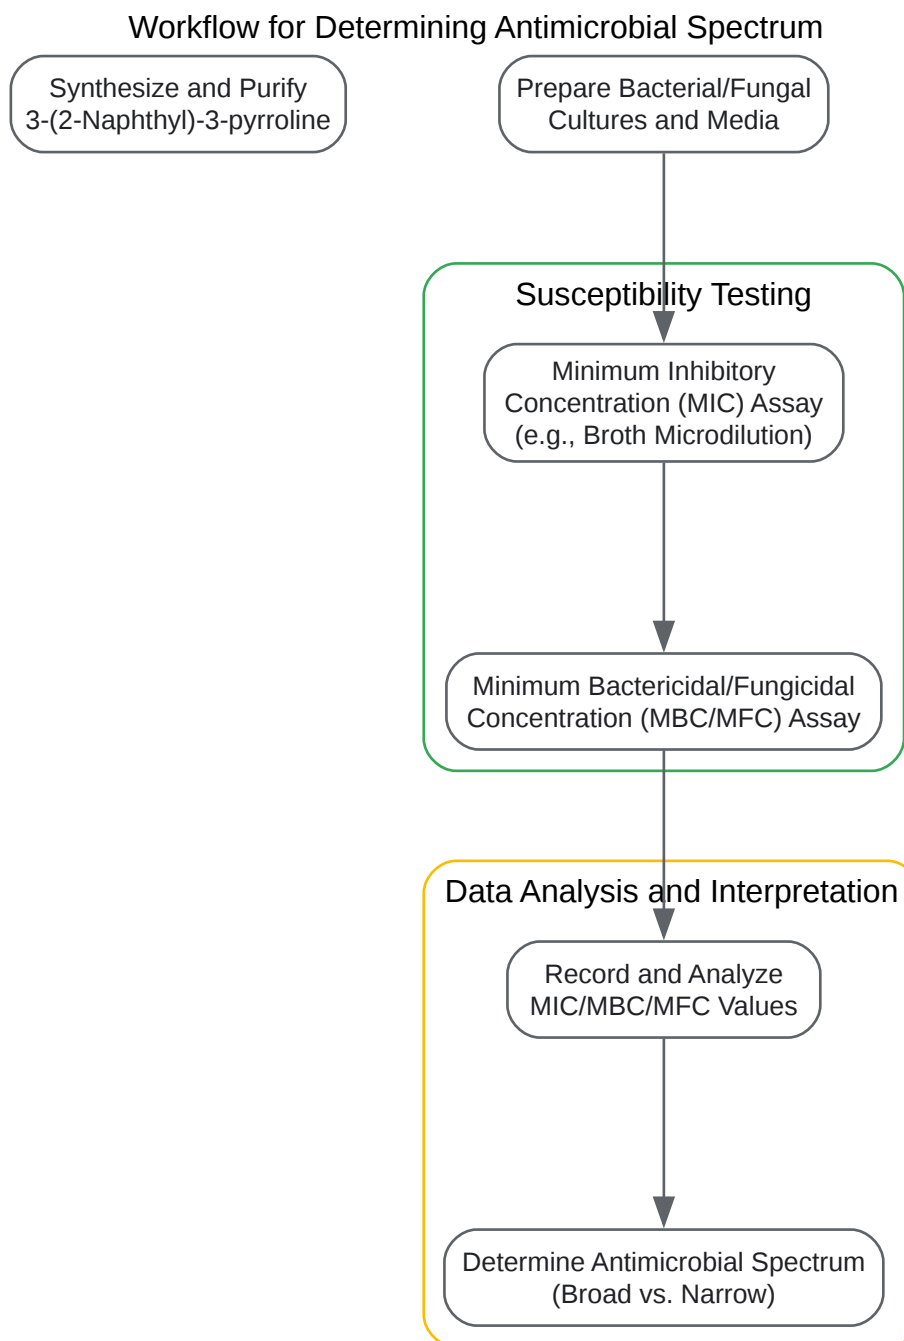 Workflow for Determining Antimicrobial Spectrum
Synthesize and Purify
3-(2-Naphthyl)-3-pyrroline
Prepare Bacterial/Fungal
Cultures and Media
Susceptibility Testing
Minimum Inhibitory
Concentration (MIC) Assay
(e.g., Broth Microdilution)
Minimum Bactericidal/Fungicidal
Concentration (MBC/MFC) Assay
Data Analysis and Interpretation
Record and Analyze
MIC/MBC/MFC Values
Determine Antimicrobial Spectrum
(Broad vs. Narrow)